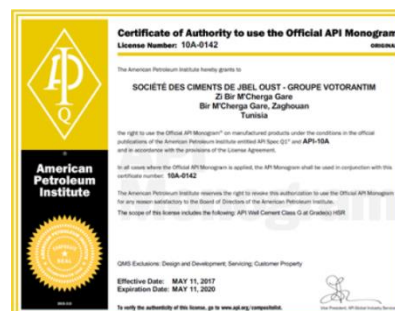 Certificate of Authority to use the Official API Monogram
License Number: 10A-0142
ORIGINAL
The American Petroleum Institute hereby grants to
SOCIÉTÉ DES CIMENTS DE JBEL OUST - GROUPE VOTORANTIM
Zi Bir M'Cherga Gare
Bir M'Cherga Gare, Zaghouan
Tunisia
the right to use the Official API Monogram® on manufactured products under the conditions in the official
publications of the American Petroleum Institute entitled API Spec Q1® and API-10A
and in accordance with the provisions of the License Agreement.
In all cases where the Official API Monogram is applied, the API Monogram shall be used in conjunction with this
certificate number: 10A-0142
The American Petroleum Institute reserves the right to revoke this authorization to use the Official API Monogram
for any reason satisfactory to the Board of Directors of the American Petroleum Institute.
The scope of this license includes the following: API Well Cement Class G at Grade(s) HSR
QMS Exclusions: Design and Development; Servicing; Customer Property
Effective Date: MAY 11, 2017
Expiration Date: MAY 11, 2020
To verify the authenticity of this license, go to www.api.org/compositelist.
Vice President, API Global Industry Services
API
Q
American
Petroleum
Institute